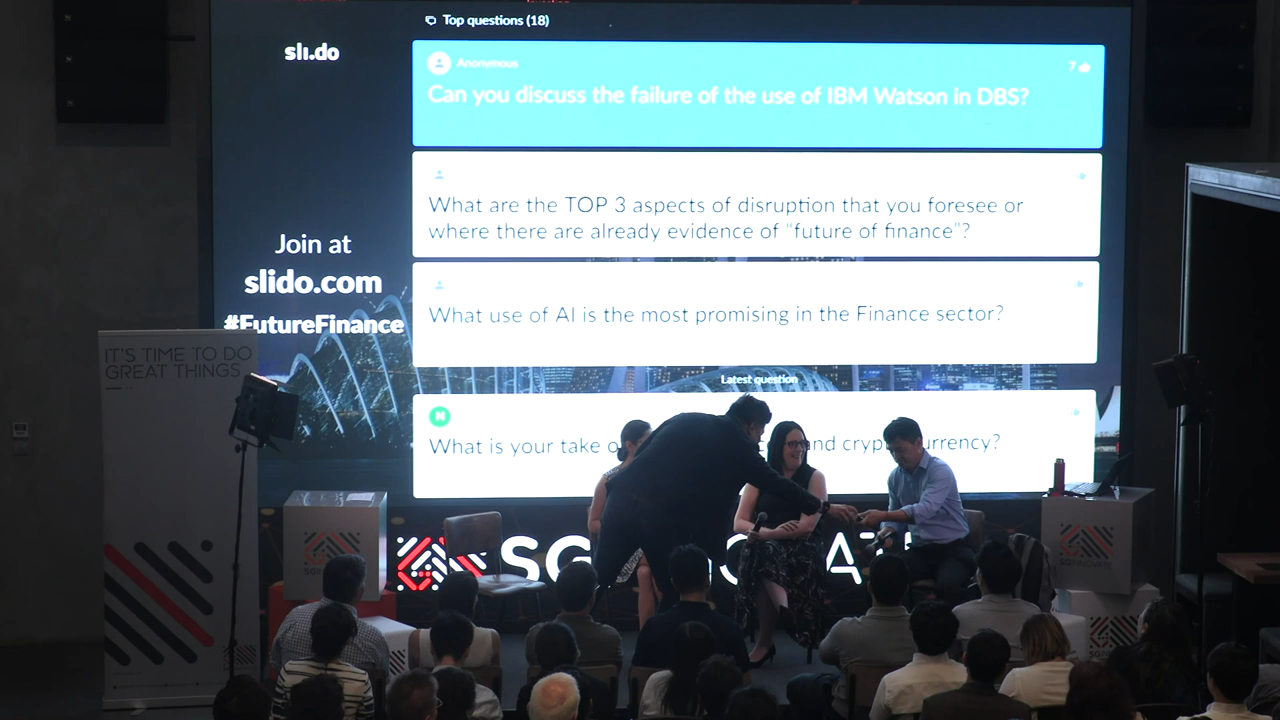 Top questions (18)
sli.do
Anonymous
7
Can you discuss the failure of the use of IBM Watson in DBS?
What are the TOP 3 aspects of disruption that you foresee or
where there are already evidence of “future of finance”?
Join at
slido.com
#FutureFinance
What use of AI is the most promising in the Finance sector?
Latest question
N
What is your take o
and cryp
urrency?
IT'S TIME TO DO
GREAT THINGS
SG